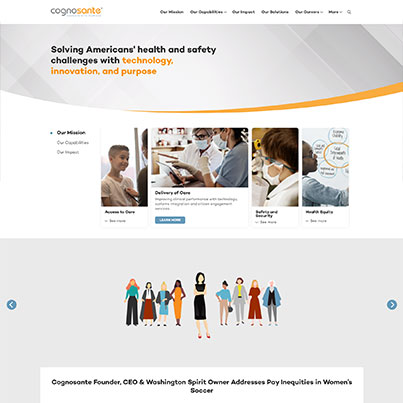 cognosante
Our Mission
Our Capabilities
Our Impact
Our Solutions
Our Careers
More
Solving Americans' health and safety
challenges with technology,
innovation, and purpose
Our Mission
Our Capabilities
Our Impact
Access to Care
See more
Delivery of Care
Improving clinical performance with technology,
systems integration and citizen engagement
services.
LEARN MORE
Safety and
Security
See more
Health Equity
See more
Cognosante Founder, CEO & Washington Spirit Owner Addresses Pay Inequities in Women's
Soccer